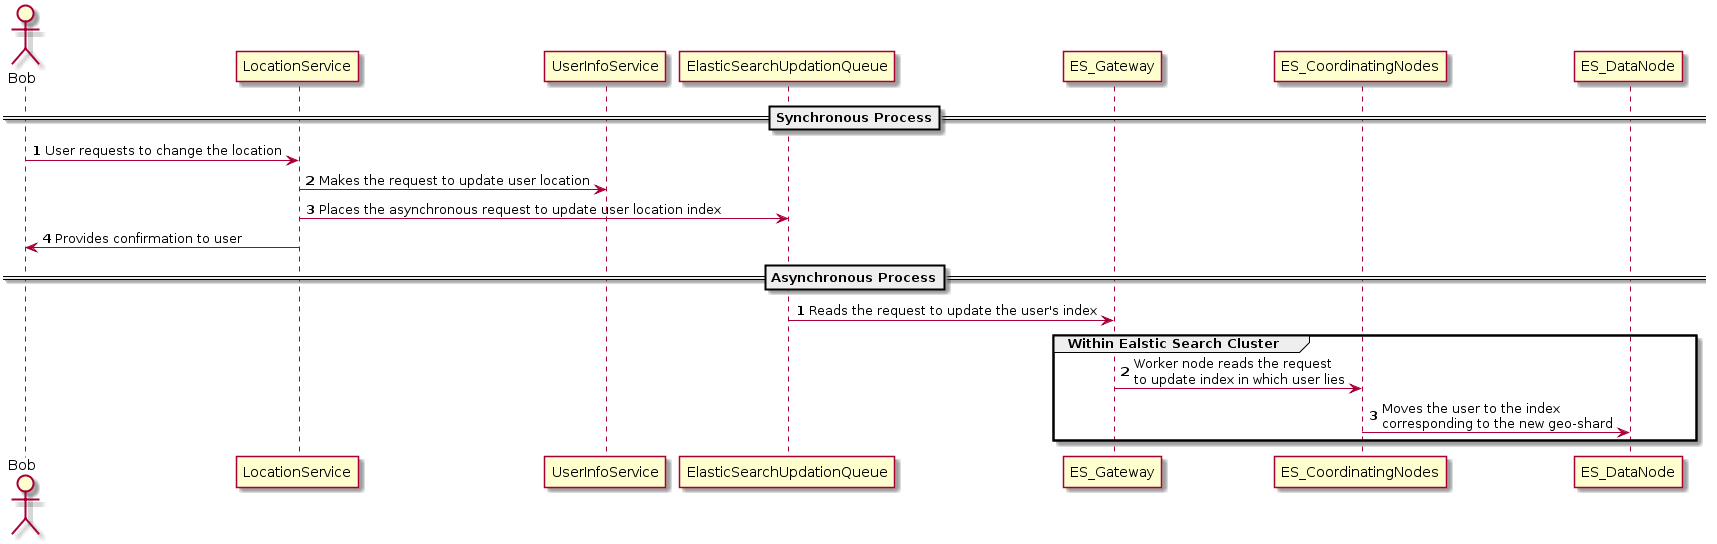 Bob
LocationService
UserInfoService
ElasticSearchUpdationQueue
ES_Gateway
ES_CoordinatingNodes
ES_DataNode
Synchronous Process
1 User requests to change the location
2 Makes the request to update user location
3 Places the asynchronous request to update user location index
4 Provides confirmation to user
Asynchronous Process
1 Reads the request to update the user's index
Within Ealstic Search Cluster
2 Worker node reads the request
to update index in which user lies
3 Moves the user to the index
corresponding to the new geo-shard
Bob
LocationService
UserInfoService
ElasticSearchUpdationQueue
ES_Gateway
ES_CoordinatingNodes
ES_DataNode